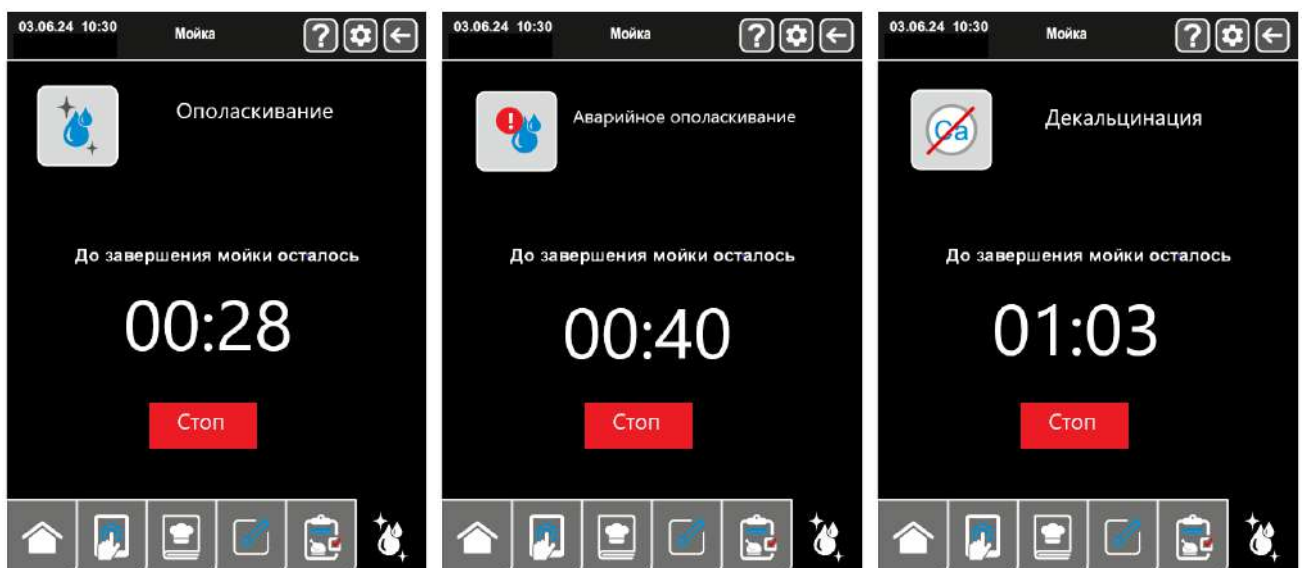 03.06.24 10:30 Мойка ?
Ополаскивание
До завершения мойки осталось
00:28
Стоп
03.06.24 10:30 Мойка ?
Аварийное ополаскивание
До завершения мойки осталось
00:40
Стоп
03.06.24 10:30 Мойка ?
Ca Декальцинация
До завершения мойки осталось
01:03
Стоп